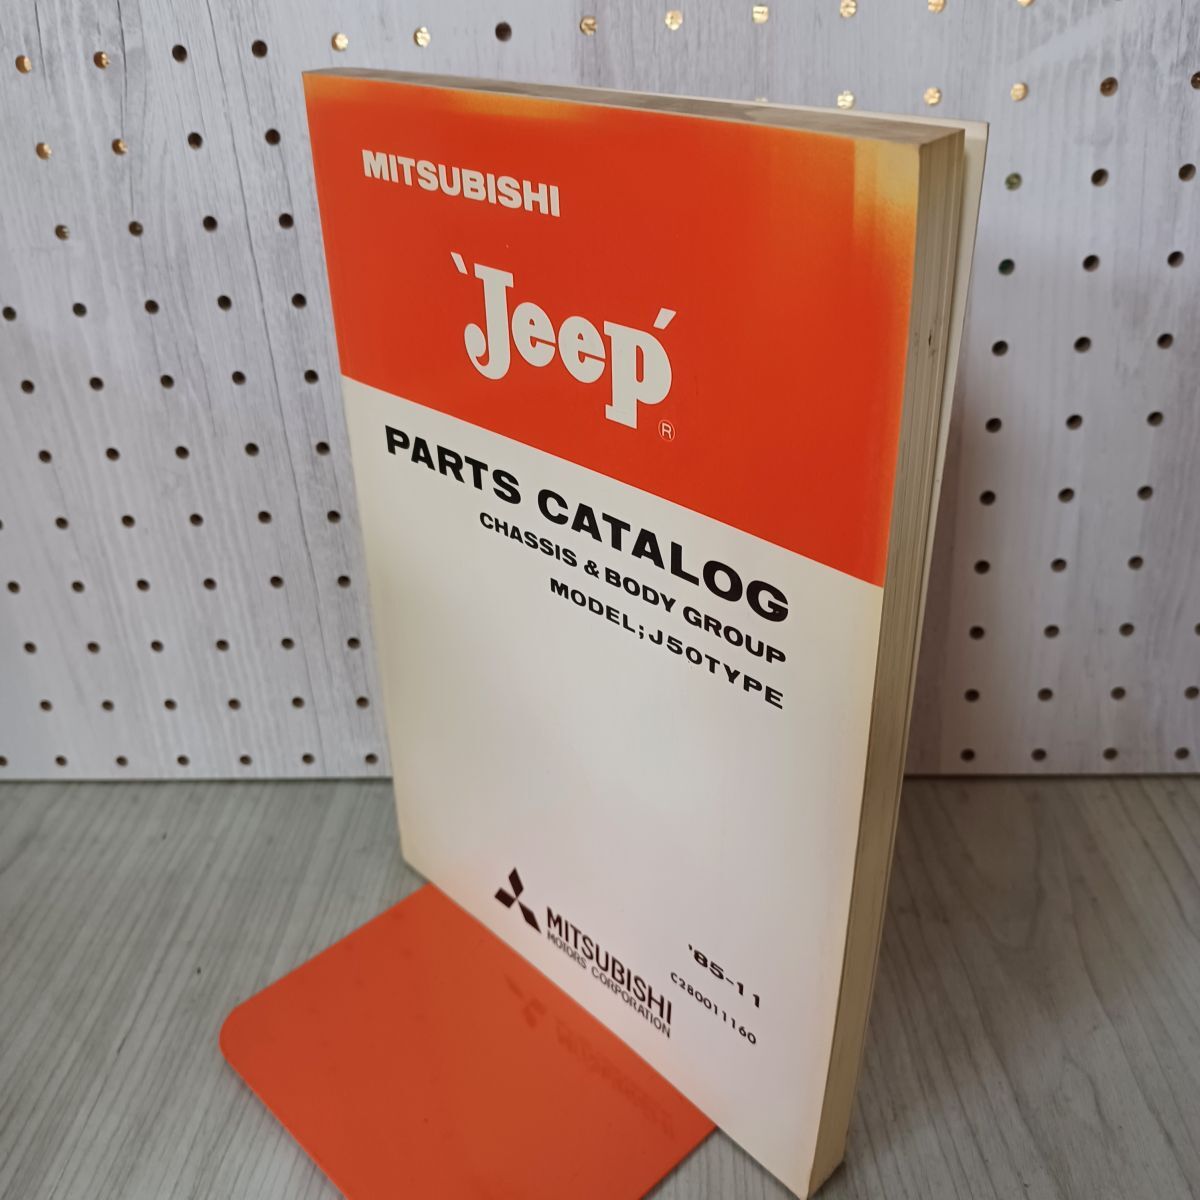 MITSUBISHI
'Jeep'
®
PARTS CATALOG
CHASSIS & BODY GROUP
MODEL; J50TYPE
'85-11
C280011160
MITSUBISHI
MOTORS CORPORATION